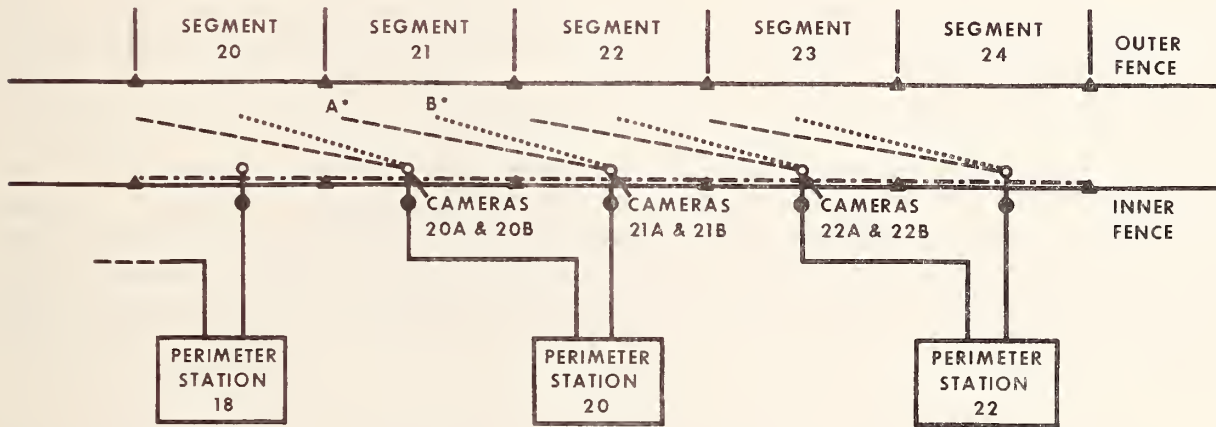 SEGMENT 20
SEGMENT 21
SEGMENT 22
SEGMENT 23
SEGMENT 24
OUTER
FENCE
A*
B*
CAMERAS
20A & 20B
CAMERAS
21A & 21B
CAMERAS
22A & 22B
INNER
FENCE
PERIMETER
STATION
18
PERIMETER
STATION
20
PERIMETER
STATION
22